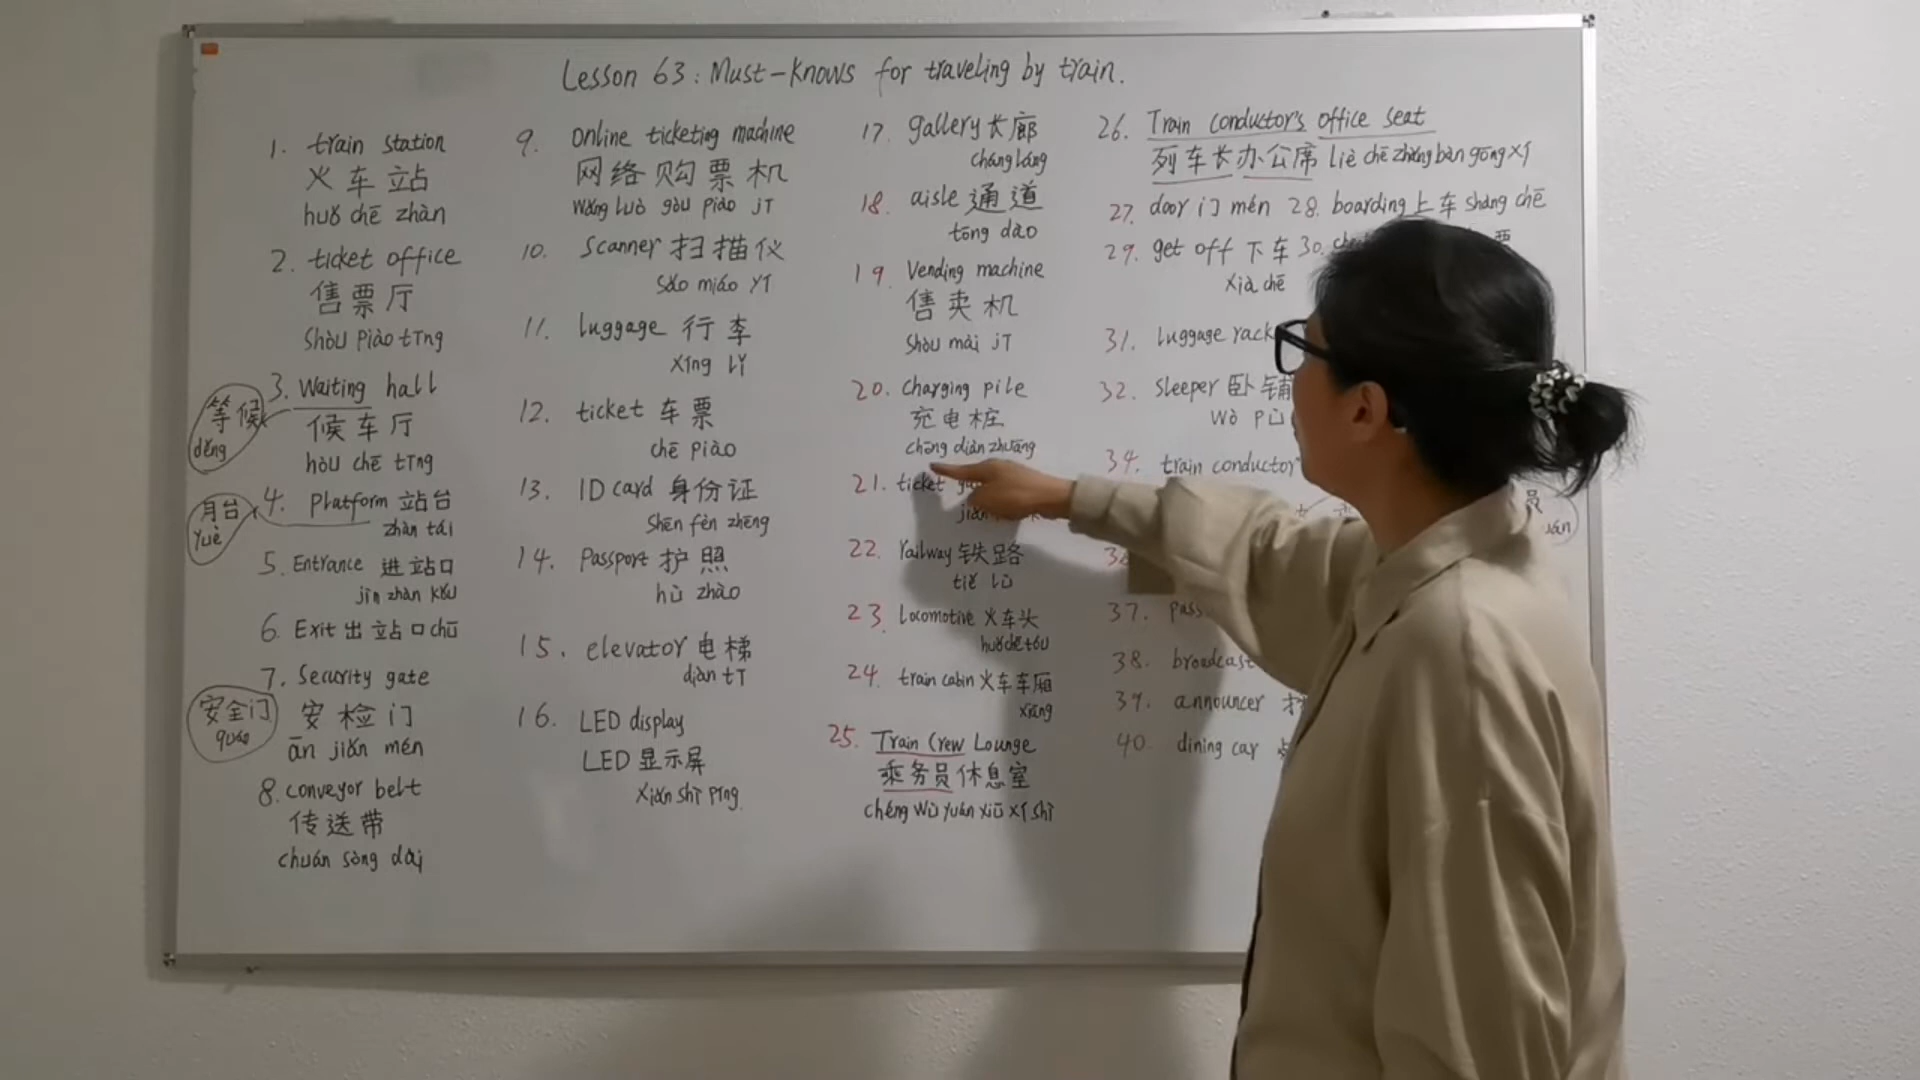 Lesson 63: Must-Knows for traveling by train.
1. train station
火车站
huǒ chē zhàn
2. ticket office
售票厅
Shòu Piào tīng
等候
děng
3. Waiting hall
候车厅
hòu chē tīng
月台
yuè
4. Platform 站台
zhàn tái
5. Entrance 进站口
jìn zhàn kǒu
6. Exit 出站口 chū
7. Security gate
安全门
quán
安检门
ān jiǎn mén
8. conveyor belt
传送带
chuán sòng dài
9. Online ticketing machine
网络购票机
Wǎng luò gòu Piào jī
10. Scanner 扫描仪
Sǎo miáo yí
11. luggage 行李
xíng lǐ
12. ticket 车票
chē piào
13. ID card 身份证
Shēn fèn zhèng
14. Passport 护照
hù zhào
15. elevator 电梯
diàn tī
16. LED display
LED 显示屏
xiǎn shì píng
17. gallery 长廊
cháng láng
18. aisle 通道
tōng dào
19. Vending machine
售卖机
Shòu mài jī
20. Charging pile
充电桩
chōng diàn zhuāng
21. ticket
22. railway 铁路
tiě lù
23. Locomotive 火车头
huǒ chē tóu
24. train cabin 火车车厢
xiāng
25. Train Crew Lounge
乘务员休息室
chéng wù yuán xiū xī shì
26. Train conductor's office seat
列车长办公席 liè chē zhǎng bàn gōng xí
27. door 门 mén 28. boarding 上车 shàng chē
29. get off 下车 30. 票
xià chē
31. luggage rack
32. Sleeper 卧铺
wò pù
34. train conductor
员
37.
38. broadcast
39. announcer
40. dining car